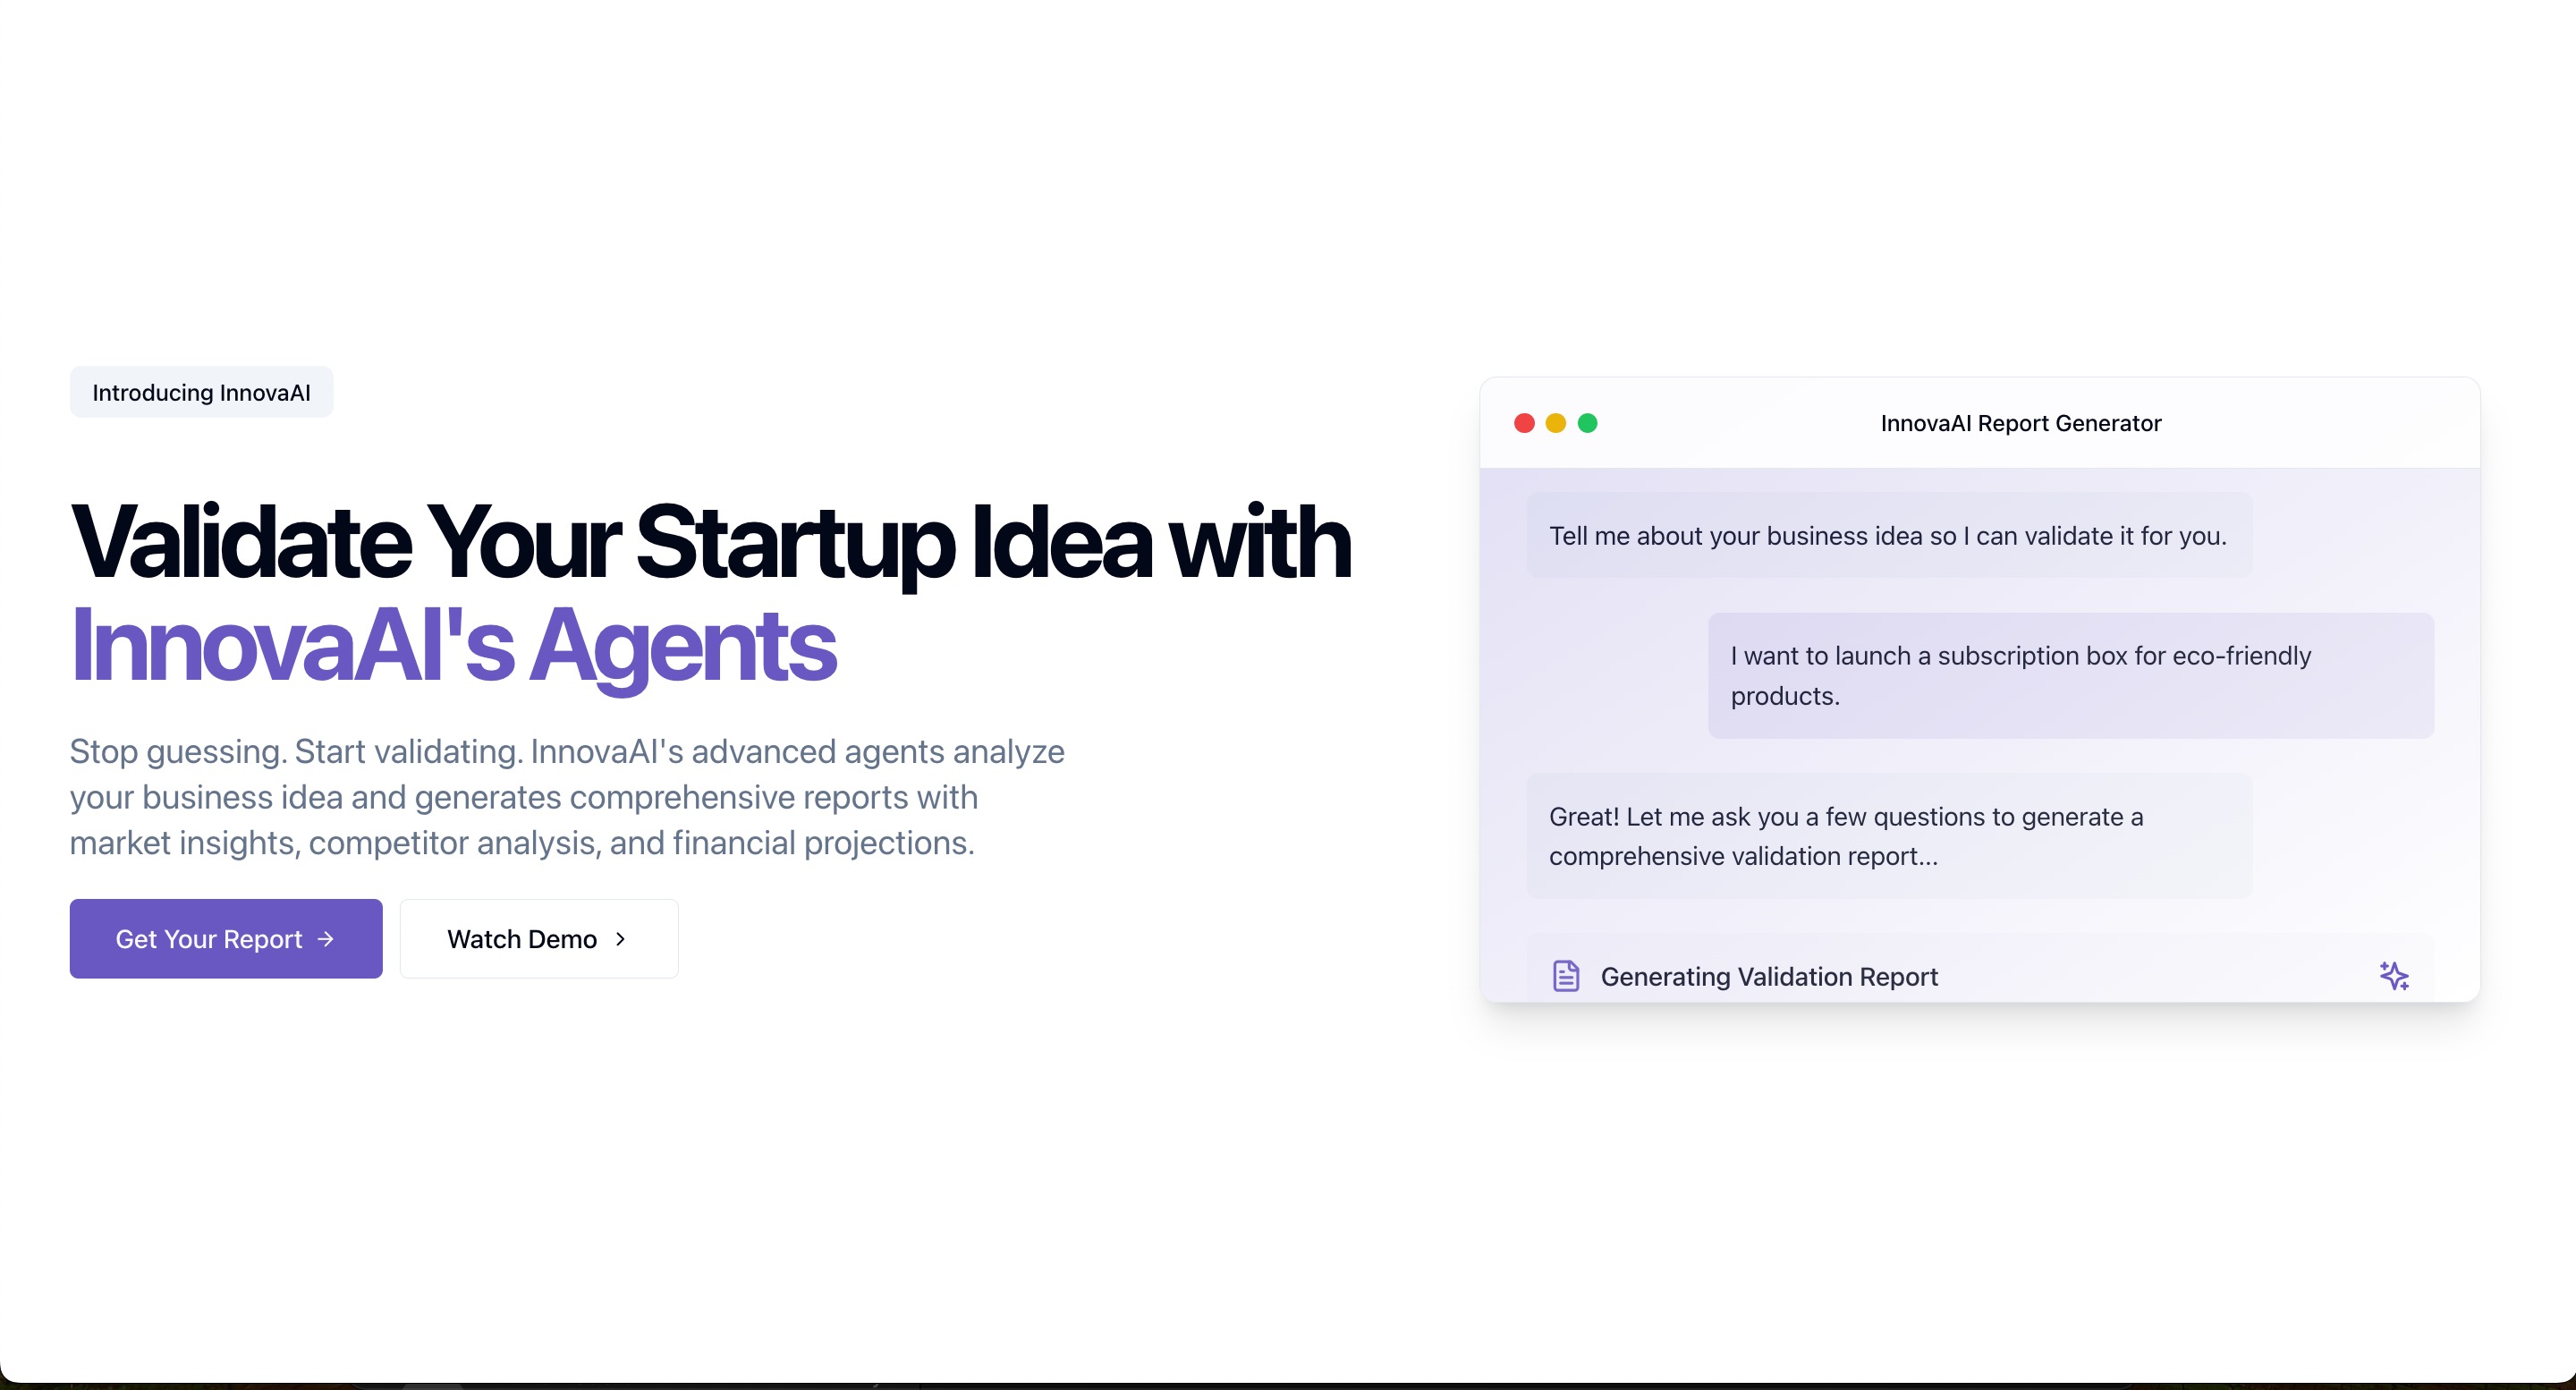 Introducing InnovaAI
Validate Your Startup Idea with
InnovaAI's Agents
Stop guessing. Start validating. InnovaAI's advanced agents analyze
your business idea and generates comprehensive reports with
market insights, competitor analysis, and financial projections.
Get Your Report
Watch Demo
InnovaAI Report Generator
Tell me about your business idea so I can validate it for you.
I want to launch a subscription box for eco-friendly
products.
Great! Let me ask you a few questions to generate a
comprehensive validation report...
Generating Validation Report